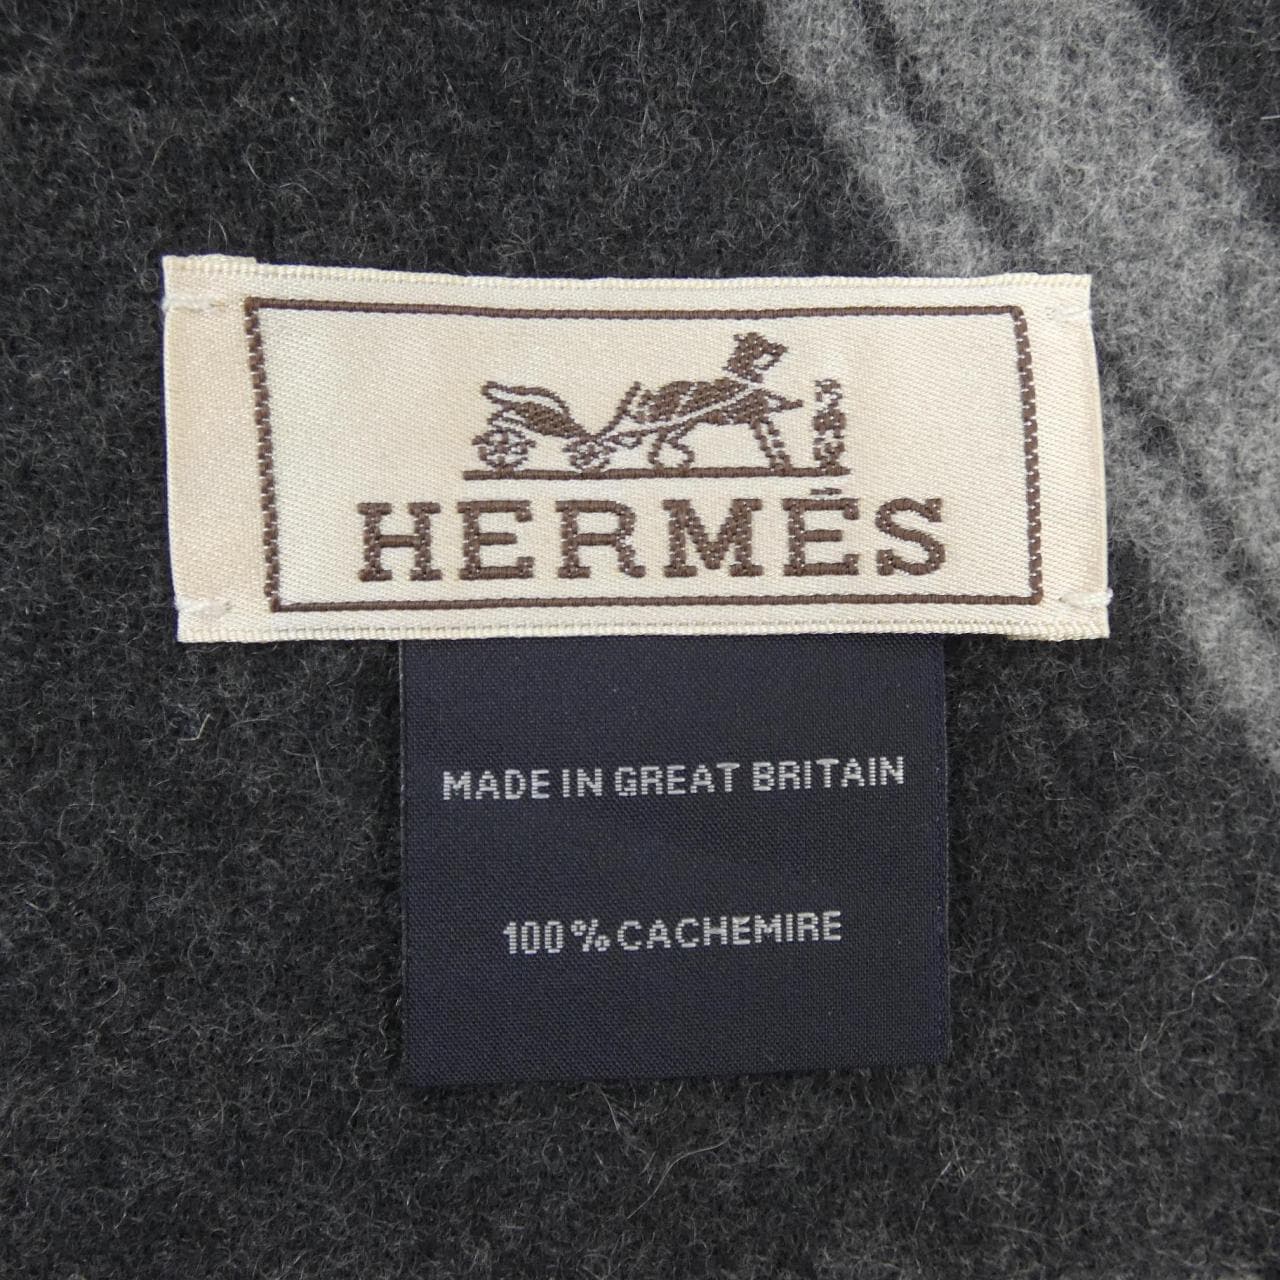 HERMÈS
MADE IN GREAT BRITAIN
100% CACHEMIRE